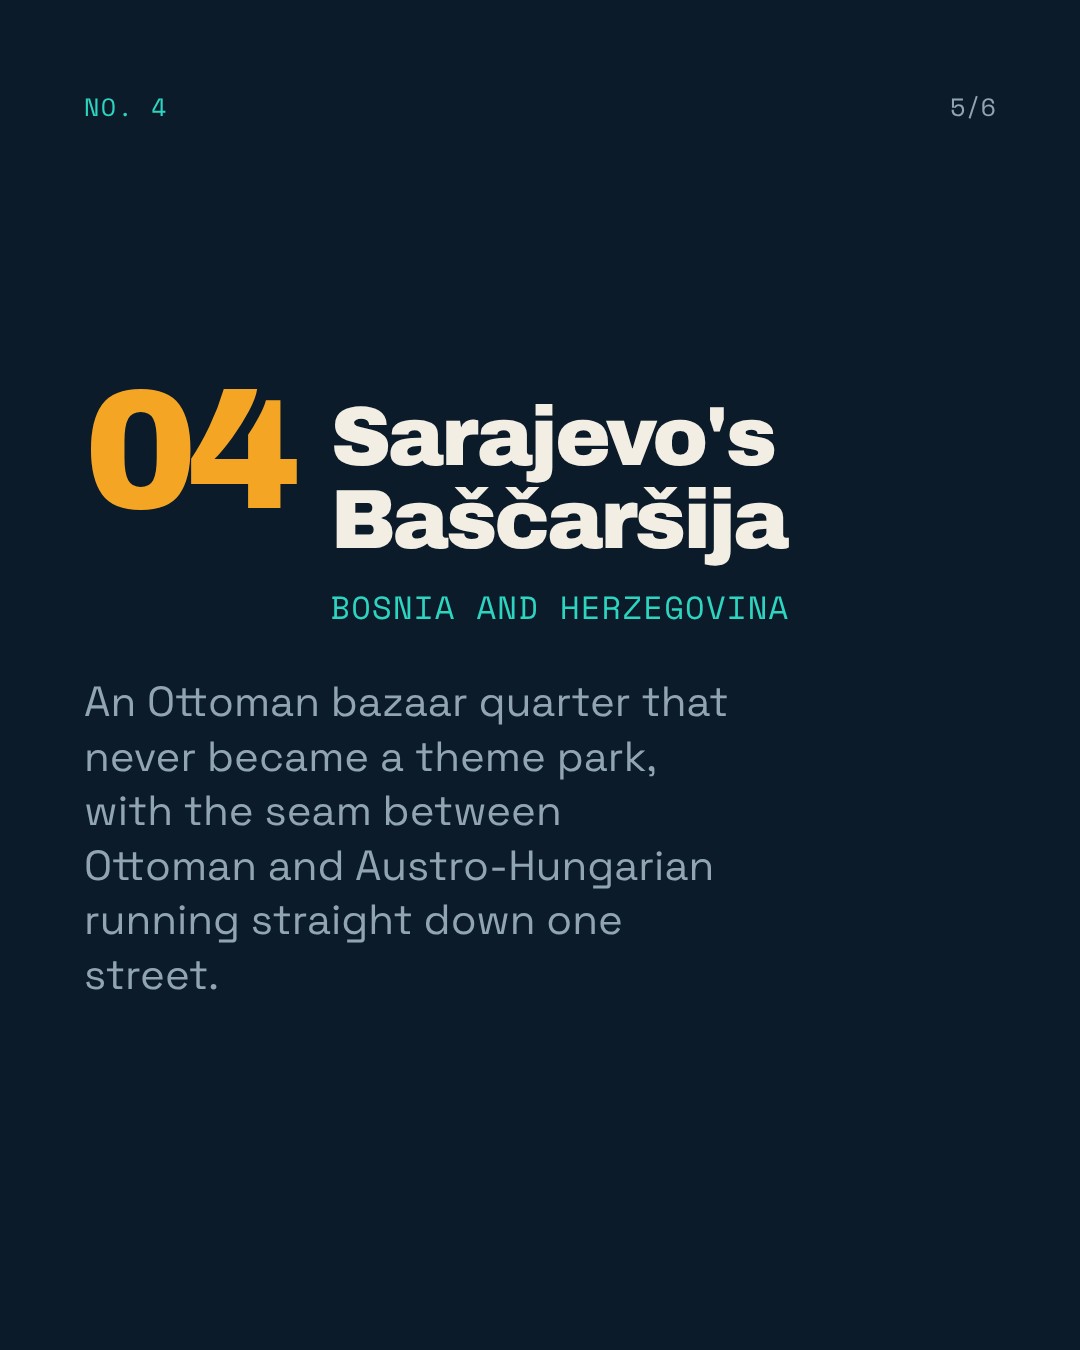 NO. 4
5/6
04
Sarajevo's
Baščaršija
BOSNIA AND HERZEGOVINA
An Ottoman bazaar quarter that
never became a theme park,
with the seam between
Ottoman and Austro-Hungarian
running straight down one
street.